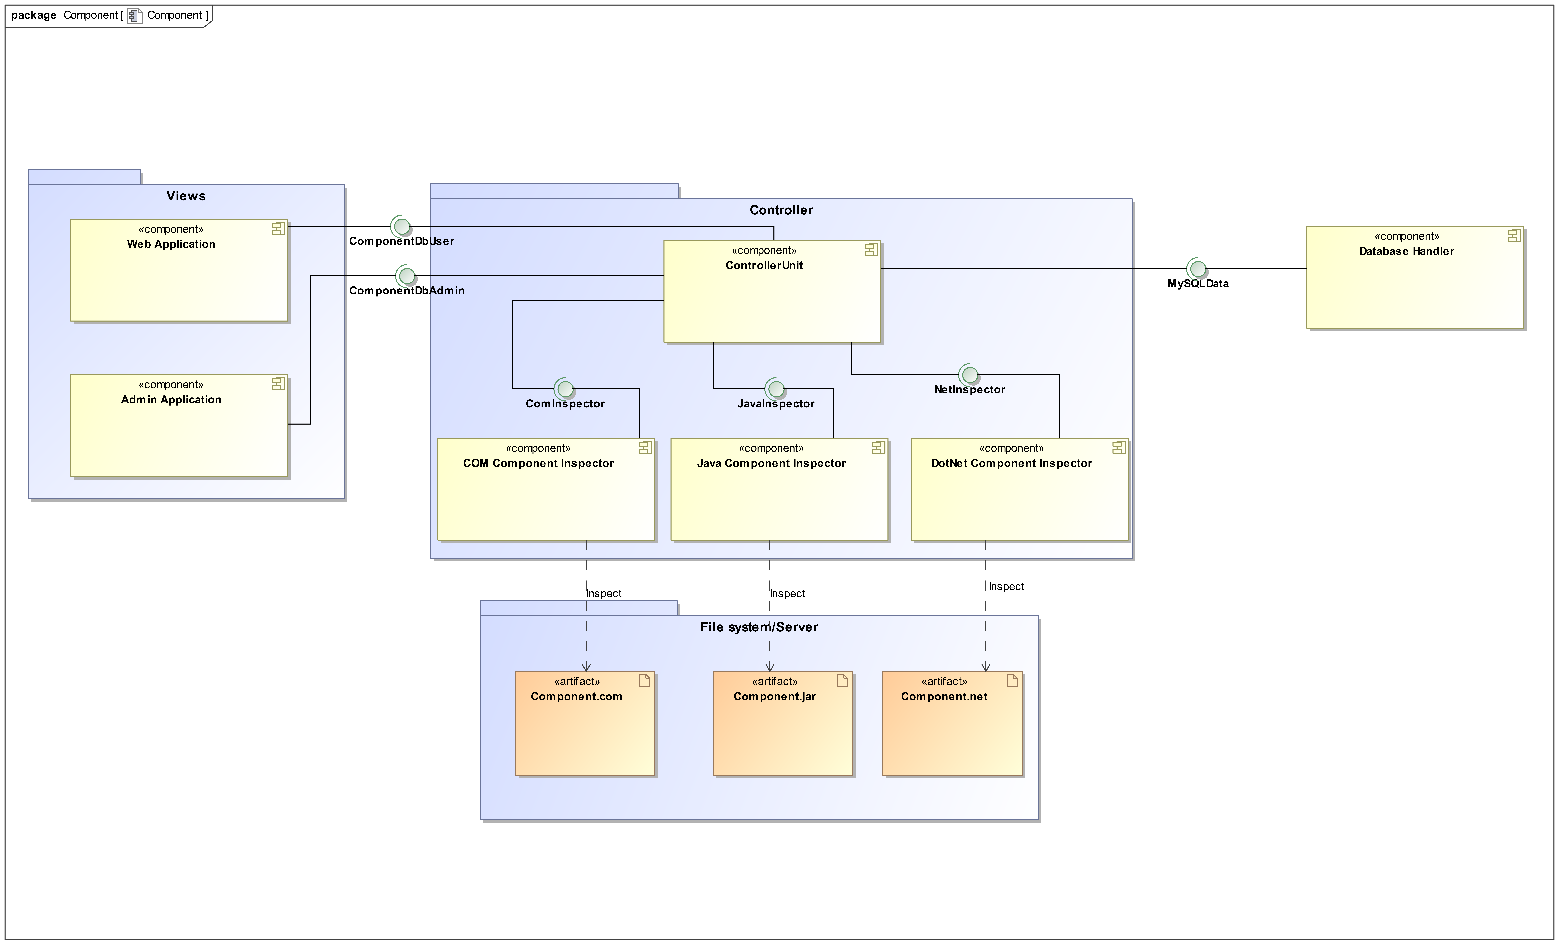 package Component [ Component ]
Views
«component»
Web Application
«component»
Admin Application
ComponentDbUser
ComponentDbAdmin
Controller
«component»
ControllerUnit
ComInspector
JavaInspector
NetInspector
«component»
COM Component Inspector
«component»
Java Component Inspector
«component»
DotNet Component Inspector
MySQLData
«component»
Database Handler
Inspect
Inspect
Inspect
File system/Server
«artifact»
Component.com
«artifact»
Component.jar
«artifact»
Component.net